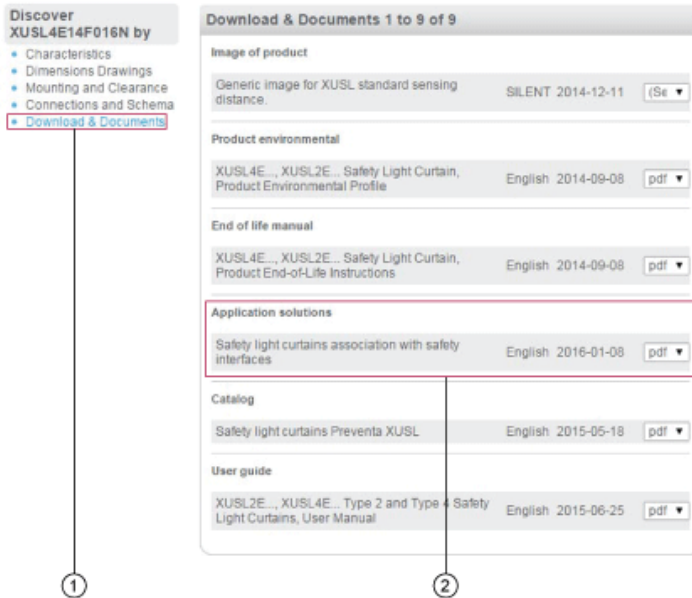 Discover
XUSL4E14F016N by
Characteristics
Dimensions Drawings
Mounting and Clearance
Connections and Schema
Download & Documents
Download & Documents 1 to 9 of 9
Image of product
Generic image for XUSL standard sensing
distance.
SILENT 2014-12-11 (Se
Product environmental
XUSL4E..., XUSL2E... Safety Light Curtain,
Product Environmental Profile
English 2014-09-08 pdf
End of life manual
XUSL4E..., XUSL2E... Safety Light Curtain,
Product End-of-Life Instructions
English 2014-09-08 pdf
Application solutions
Safety light curtains association with safety
interfaces
English 2016-01-08 pdf
Catalog
Safety light curtains Preventa XUSL English 2015-05-18 pdf
User guide
XUSL2E..., XUSL4E... Type 2 and Type 4 Safety
Light Curtains, User Manual
English 2015-06-25 pdf
1 2